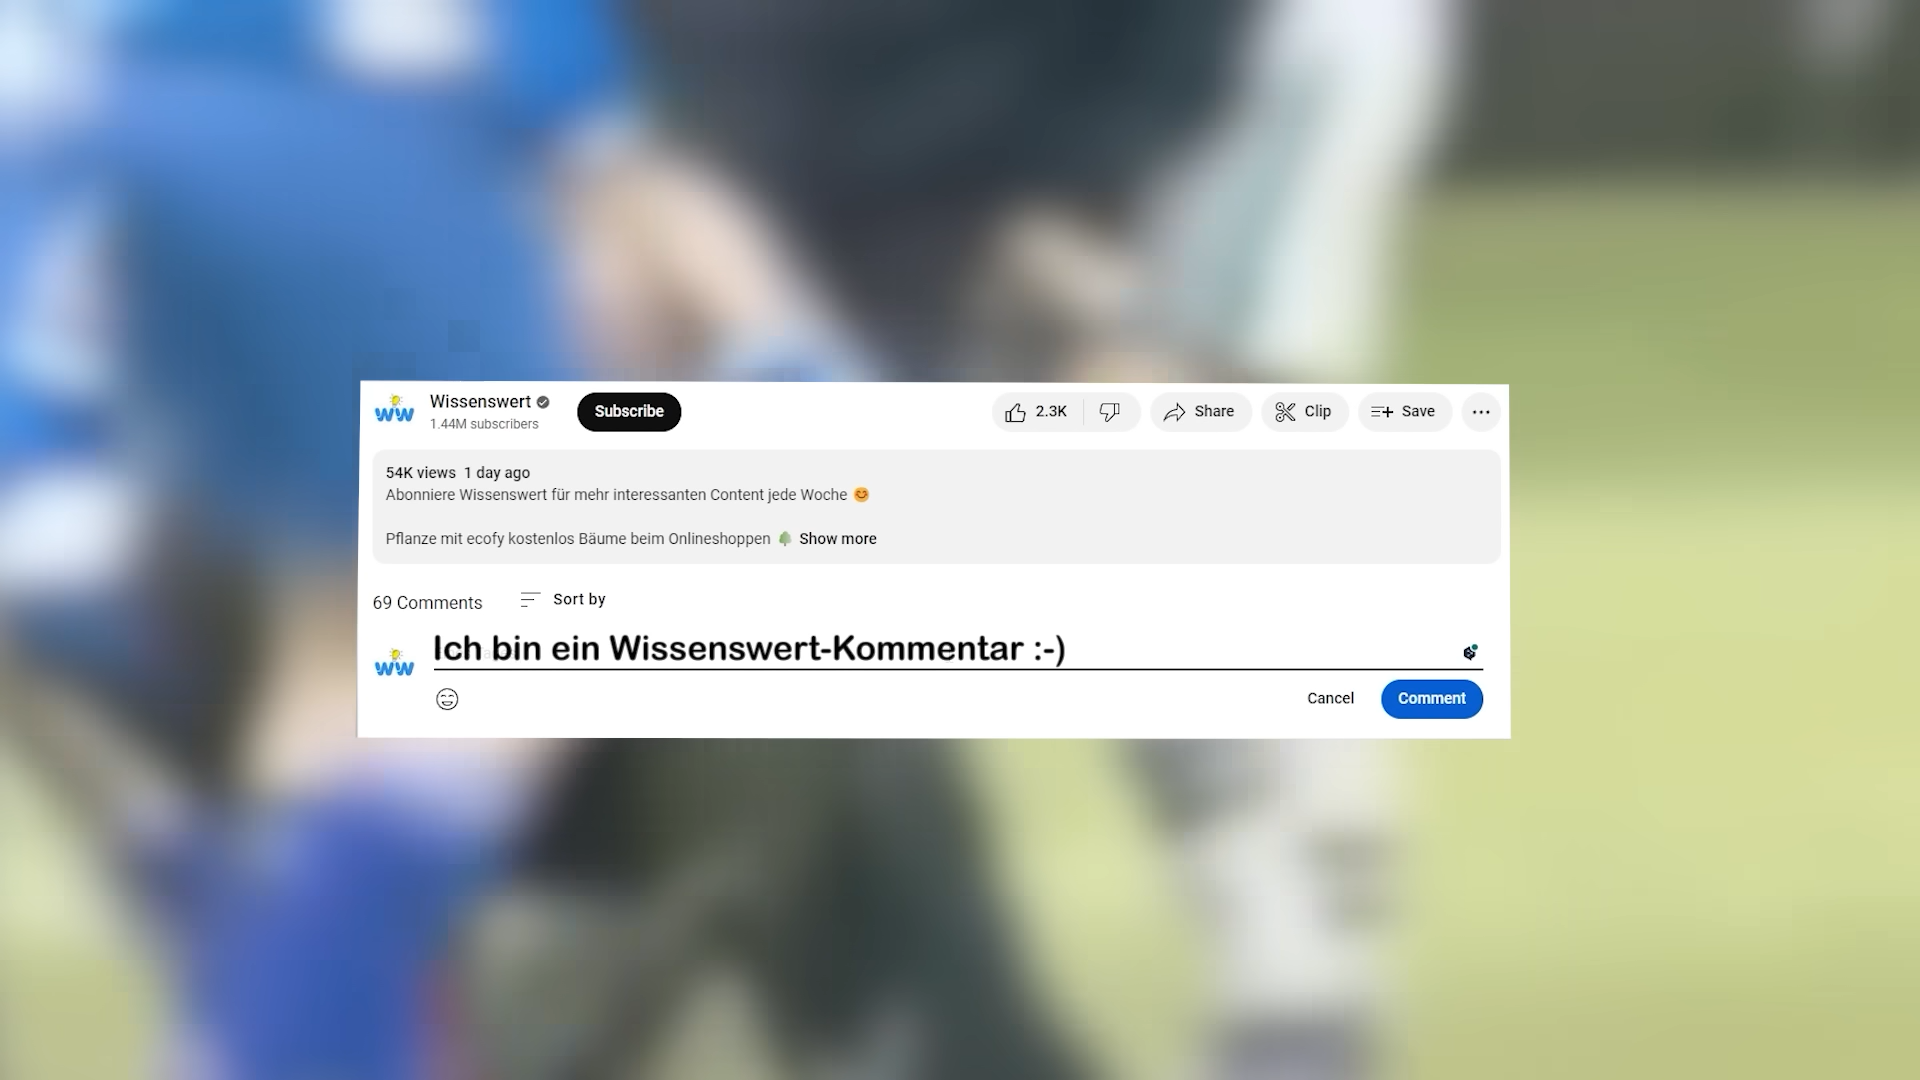 WW
Wissenswert
Subscribe
2.3K
Share
Clip
Save
1.44M subscribers
54K views 1 day ago
Abonniere Wissenswert für mehr interessanten Content jede Woche 😊
Pflanze mit ecofy kostenlos Bäume beim Onlineshoppen 🌳 Show more
69 Comments
Sort by
WW
Ich bin ein Wissenswert-Kommentar :-)
Cancel
Comment